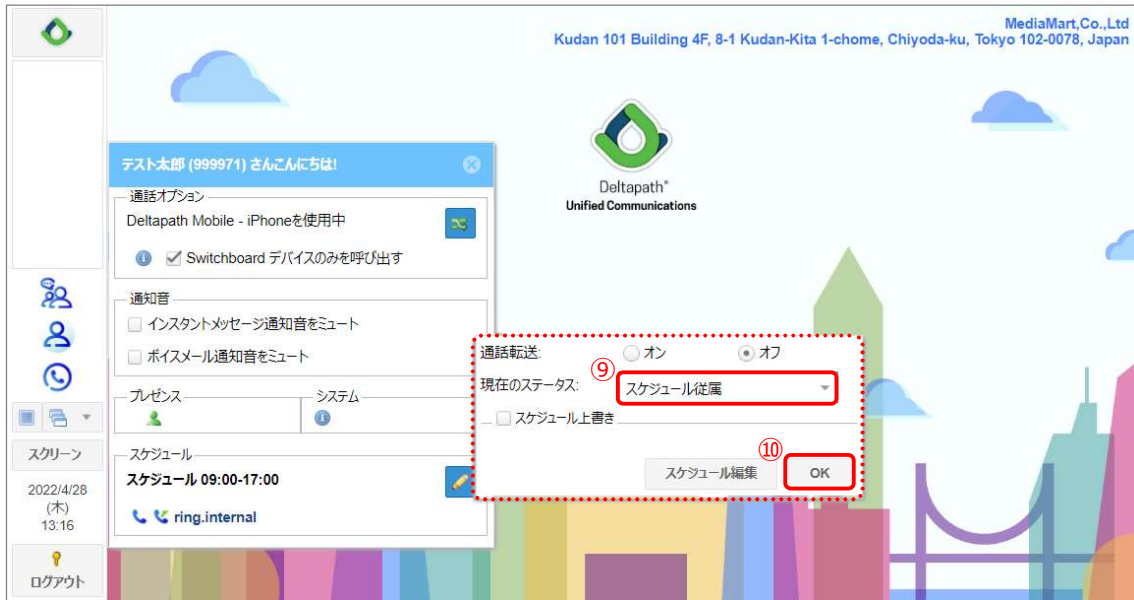 MediaMart,Co.,Ltd
Kudan 101 Building 4F, 8-1 Kudan-Kita 1-chome, Chiyoda-ku, Tokyo 102-0078, Japan
Deltapath®
Unified Communications
テスト太郎 (999971) さんこんにちは!
通話オプション
Deltapath Mobile - iPhoneを使用中
Switchboard デバイスのみを呼び出す
通知音
インスタントメッセージ通知音をミュート
ボイスメール通知音をミュート
プレゼンス
システム
スケジュール
スケジュール 09:00-17:00
ring.internal
通話転送: オン オフ
⑨
現在のステータス: スケジュール従属
スケジュール上書き
⑩
スケジュール編集 OK
スクリーン
2022/4/28
(木)
13:16
ログアウト